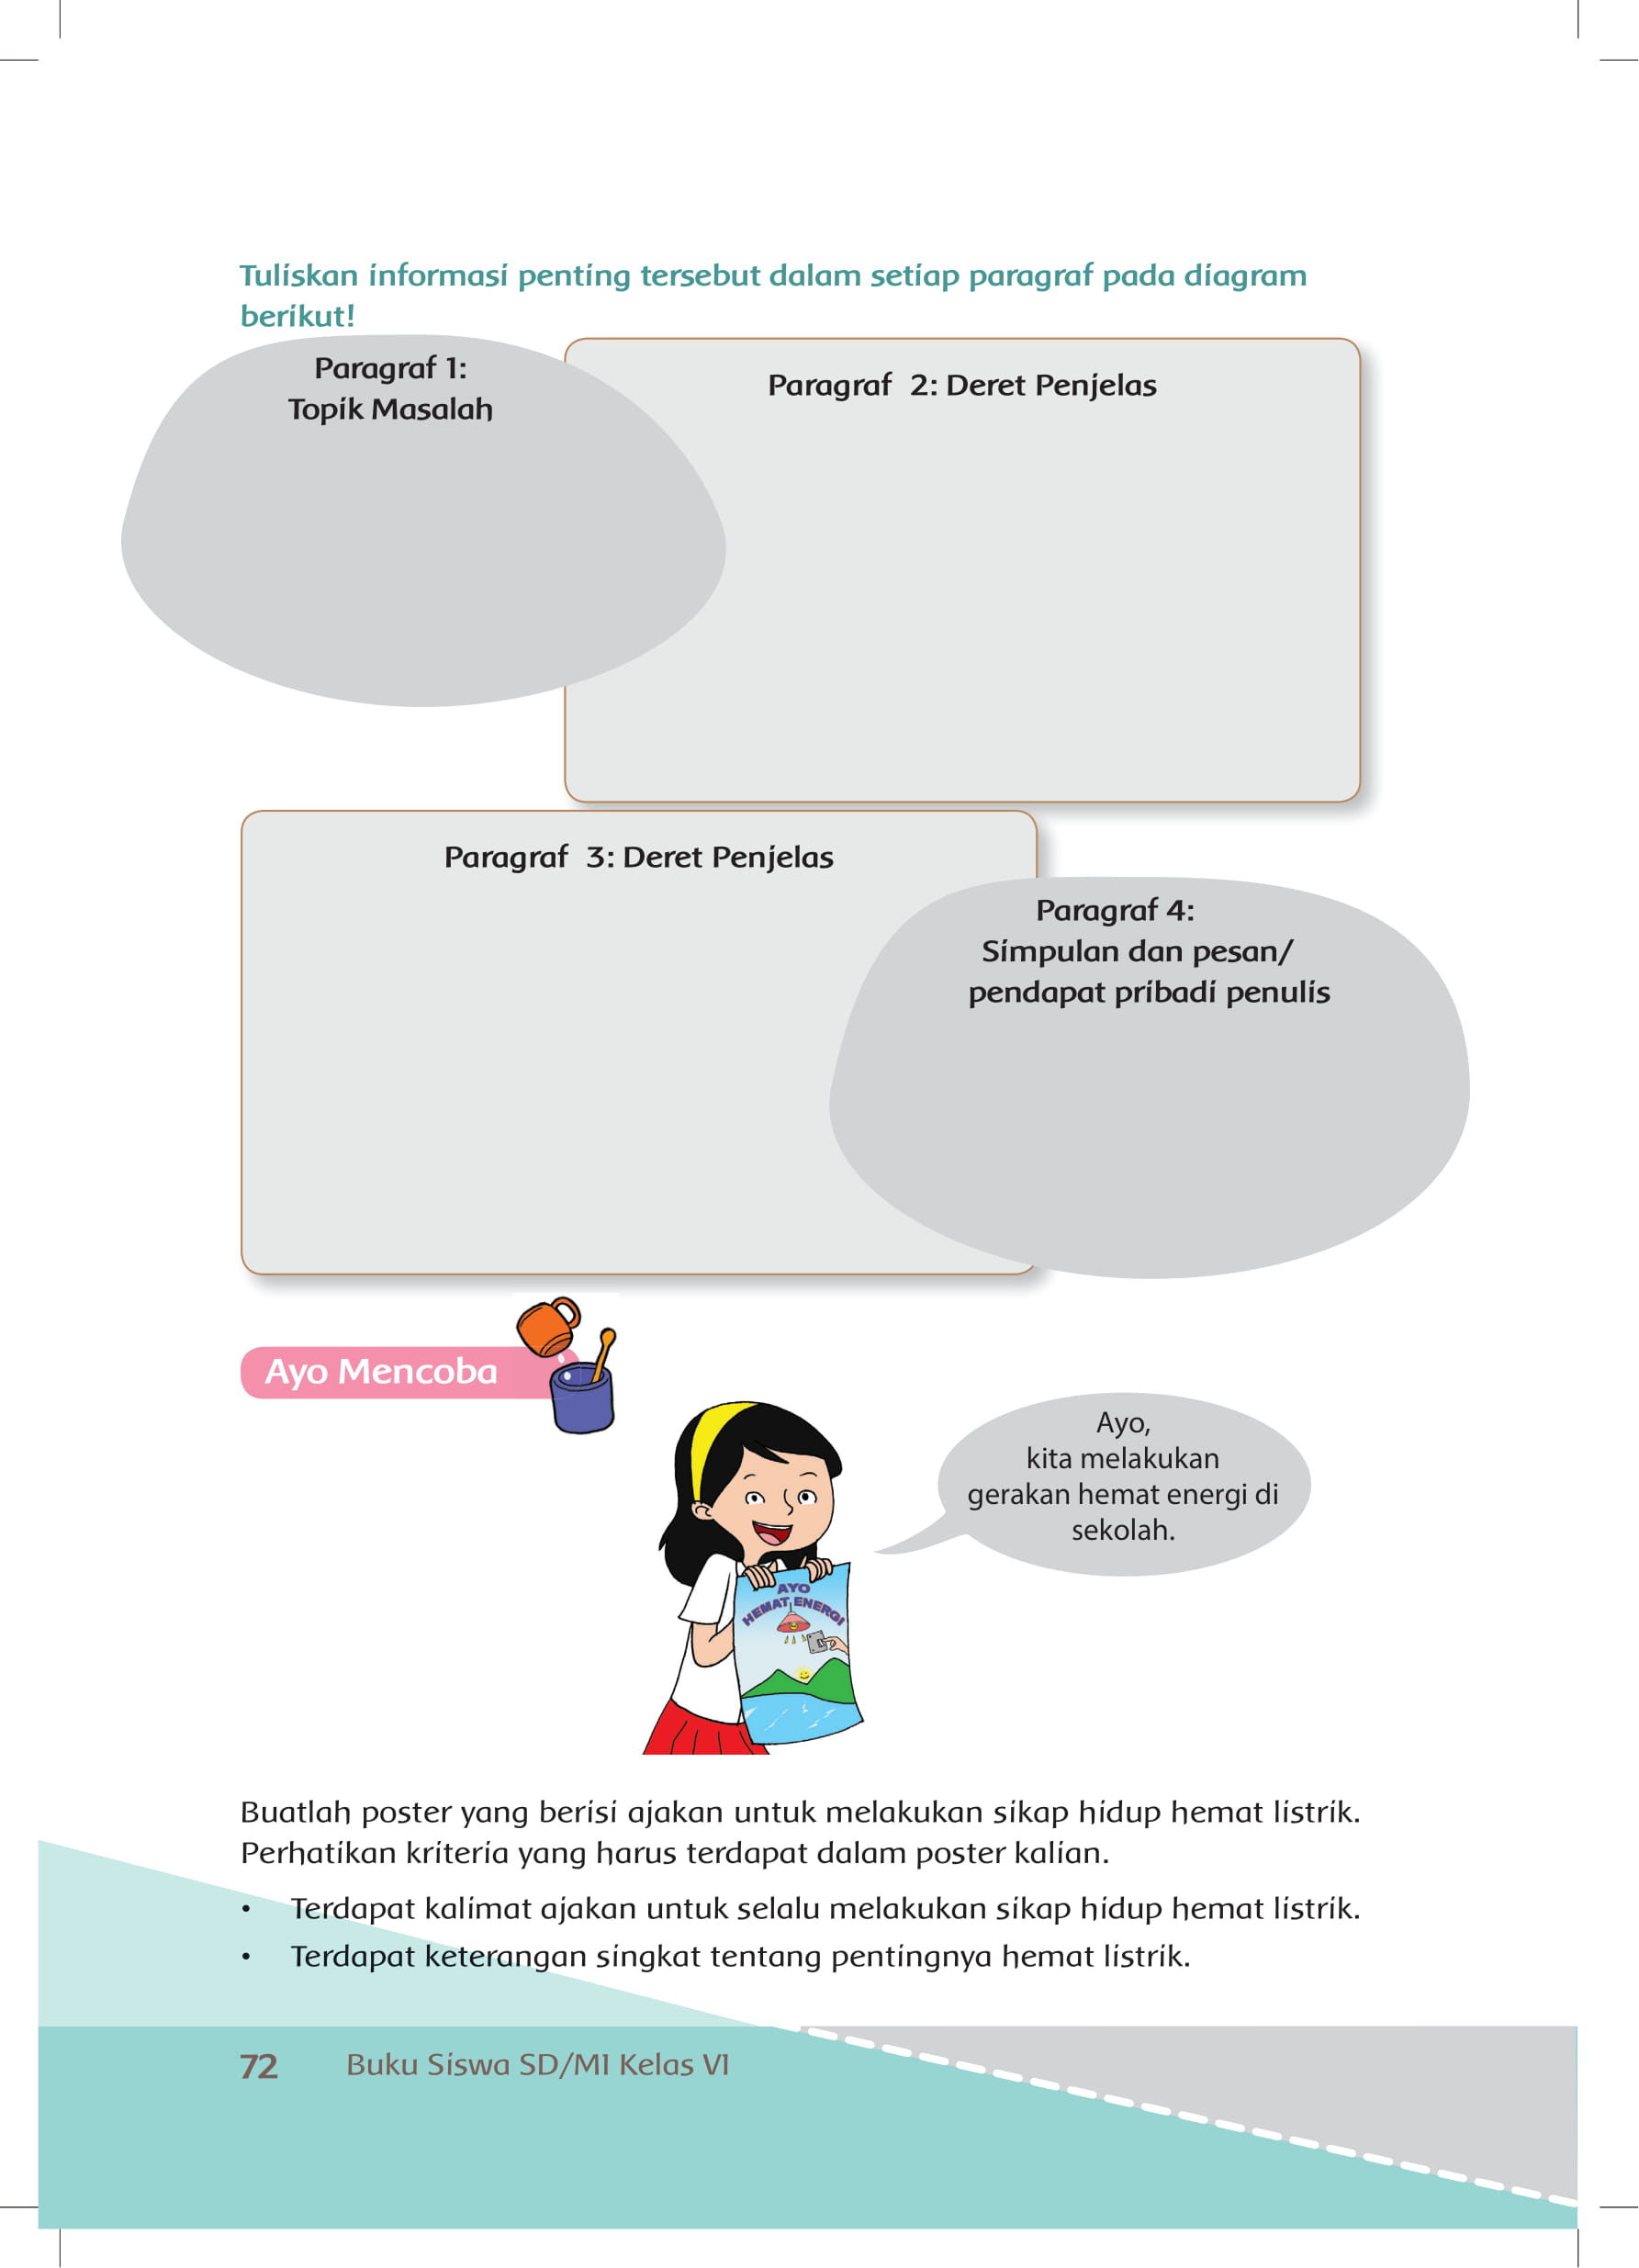 Tuliskan informasi penting tersebut dalam setiap paragraf pada diagram
berikut!
Paragraf 1:
Topik Masalah
Paragraf 2: Deret Penjelas
Paragraf 3: Deret Penjelas
Paragraf 4:
Simpulan dan pesan/
pendapat pribadi penulis
Ayo Mencoba
Ayo,
kita melakukan
gerakan hemat energi di
sekolah.
AYO
HEMAT ENERGI
Buatlah poster yang berisi ajakan untuk melakukan sikap hidup hemat listrik.
Perhatikan kriteria yang harus terdapat dalam poster kalian.
• Terdapat kalimat ajakan untuk selalu melakukan sikap hidup hemat listrik.
• Terdapat keterangan singkat tentang pentingnya hemat listrik.
72 Buku Siswa SD/MI Kelas VI